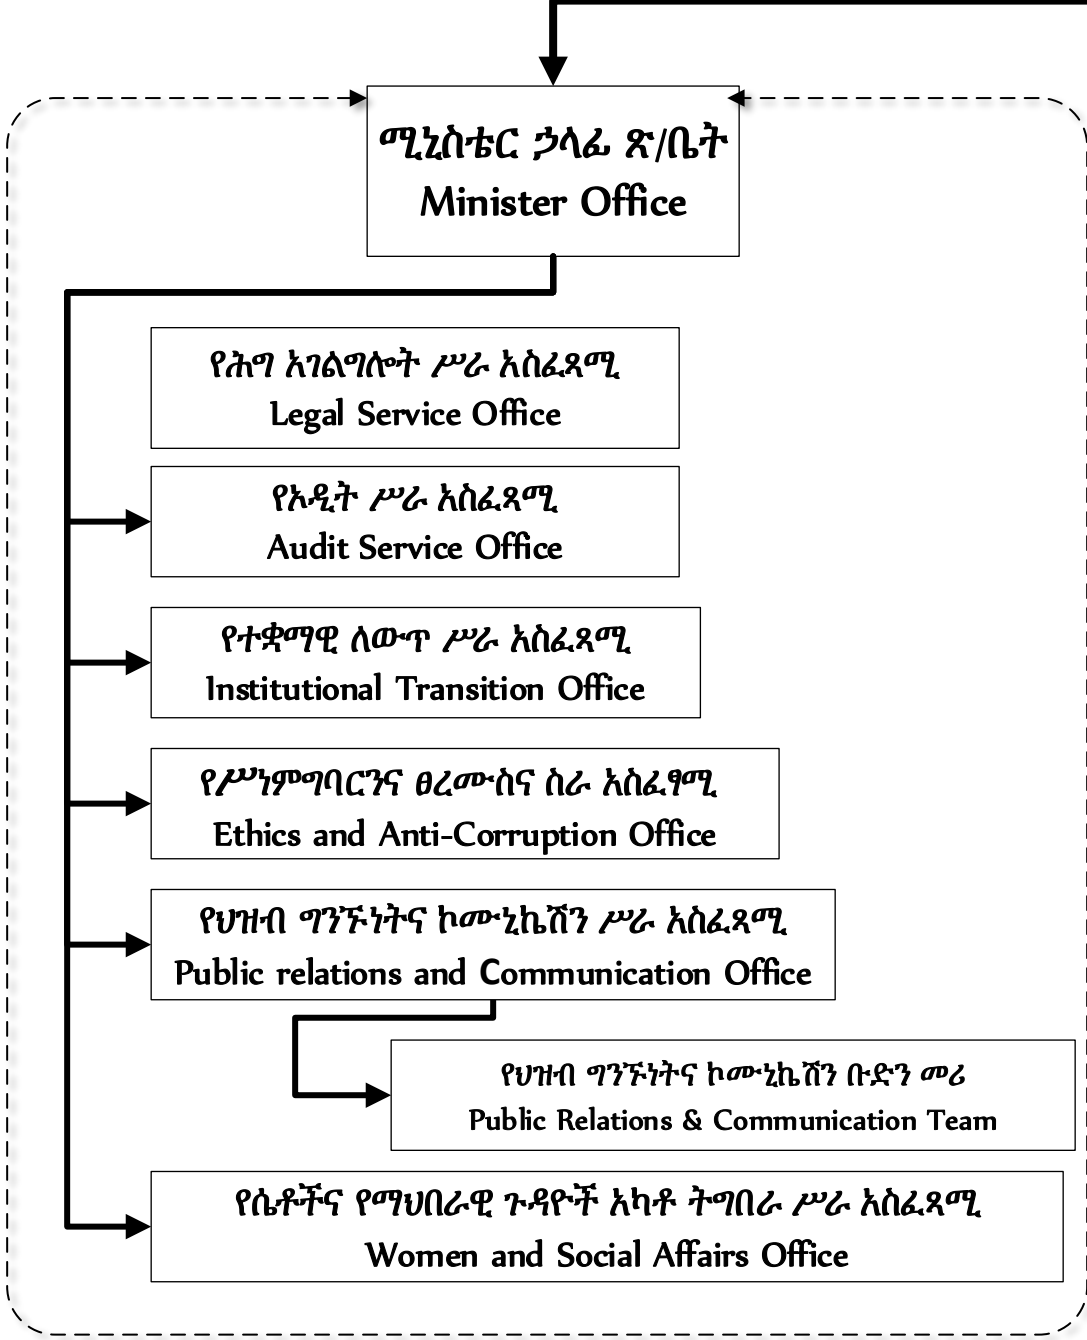 ሚኒስቴር ኃላፊ ጽ/ቤት
Minister Office
የሕግ አገልግሎት ሥራ አስፈጻሚ
Legal Service Office
የኦዲት ሥራ አስፈጻሚ
Audit Service Office
የተቋማዊ ለውጥ ሥራ አስፈጻሚ
Institutional Transition Office
የሥነምግባርንና ፀረሙስና ስራ አስፈፃሚ
Ethics and Anti-Corruption Office
የህዝብ ግንኙነትና ኮሙኒኬሽን ሥራ አስፈጻሚ
Public relations and Communication Office
የህዝብ ግንኙነትና ኮሙኒኬሽን ቡድን መሪ
Public Relations & Communication Team
የሴቶችና የማህበራዊ ጉዳዮች አካቶ ትግበራ ሥራ አስፈጻሚ
Women and Social Affairs Office